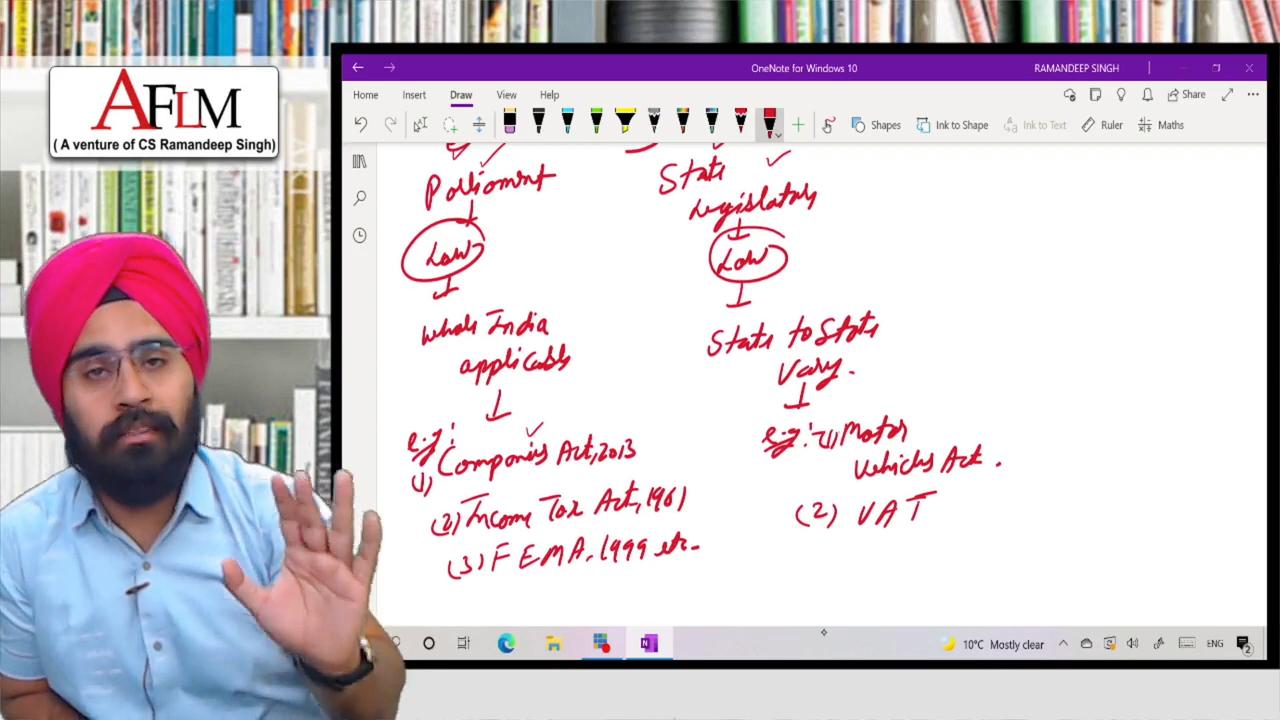 AFLM
( A venture of CS Ramandeep Singh)
OneNote for Windows 10
RAMANDEEP SINGH
Home Insert Draw View Help
Share
Shapes
Ink to Shape
Ink to Text
Ruler
Maths
Parliament
Law
Whole India
applicable
e.g:
(1) Companies Act, 2013
(2) Income Tax Act, 1961
(3) FEMA, 1999 etc.
State
Legislators
Law
State to State
Vary.
e.g:- (1) Motor
Vehicles Act.
(2) VAT
10°C Mostly clear
ENG
2